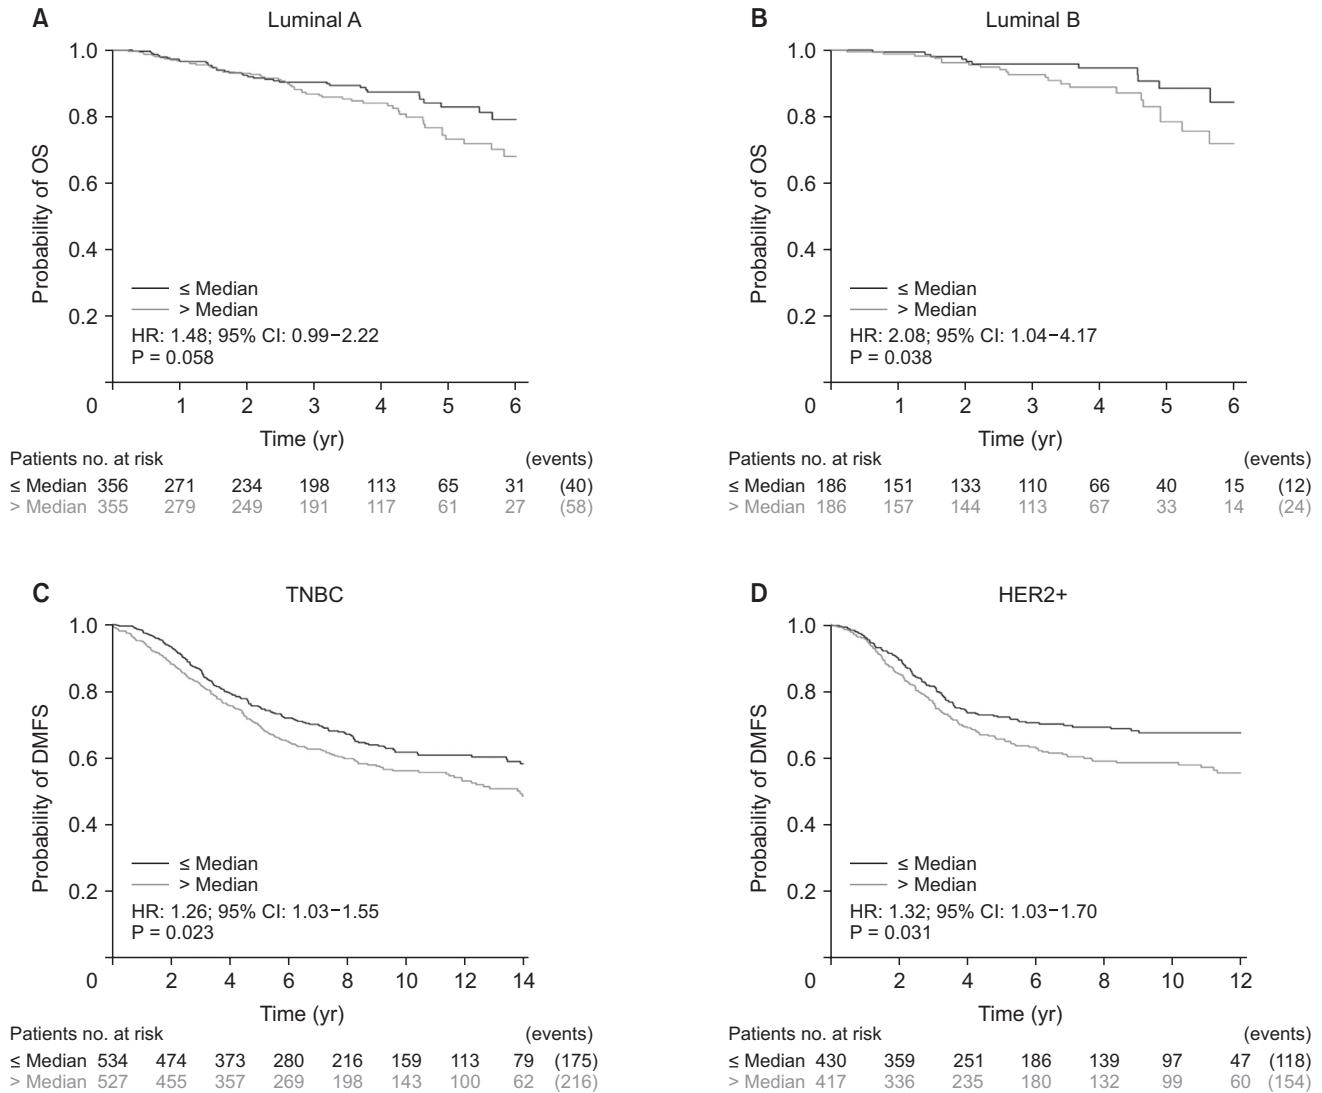 A
Luminal A
1.0
0.8
0.6
0.4
0.2
0
Probability of OS
≤ Median
> Median
HR: 1.48; 95% CI: 0.99−2.22
P = 0.058
1 2 3 4 5 6
Time (yr)
Patients no. at risk (events)
≤ Median 356 271 234 198 113 65 31 (40)
> Median 355 279 249 191 117 61 27 (58)
B
Luminal B
1.0
0.8
0.6
0.4
0.2
0
Probability of OS
≤ Median
> Median
HR: 2.08; 95% CI: 1.04−4.17
P = 0.038
1 2 3 4 5 6
Time (yr)
Patients no. at risk (events)
≤ Median 186 151 133 110 66 40 15 (12)
> Median 186 157 144 113 67 33 14 (24)
C
TNBC
1.0
0.8
0.6
0.4
0.2
0
Probability of DMFS
≤ Median
> Median
HR: 1.26; 95% CI: 1.03−1.55
P = 0.023
2 4 6 8 10 12 14
Time (yr)
Patients no. at risk (events)
≤ Median 534 474 373 280 216 159 113 79 (175)
> Median 527 455 357 269 198 143 100 62 (216)
D
HER2+
1.0
0.8
0.6
0.4
0.2
0
Probability of DMFS
≤ Median
> Median
HR: 1.32; 95% CI: 1.03−1.70
P = 0.031
2 4 6 8 10 12
Time (yr)
Patients no. at risk (events)
≤ Median 430 359 251 186 139 97 47 (118)
> Median 417 336 235 180 132 99 60 (154)